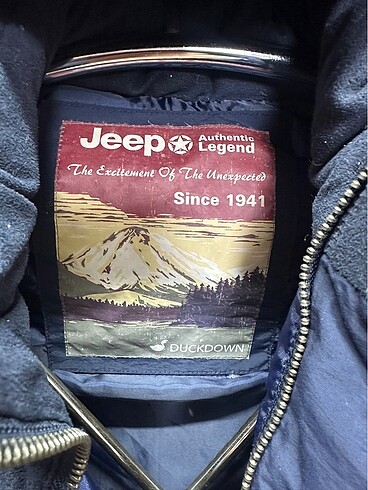 Jeep Authentic Legend
The Excitement Of The Unexpected
Since 1941
DUCKDOWN